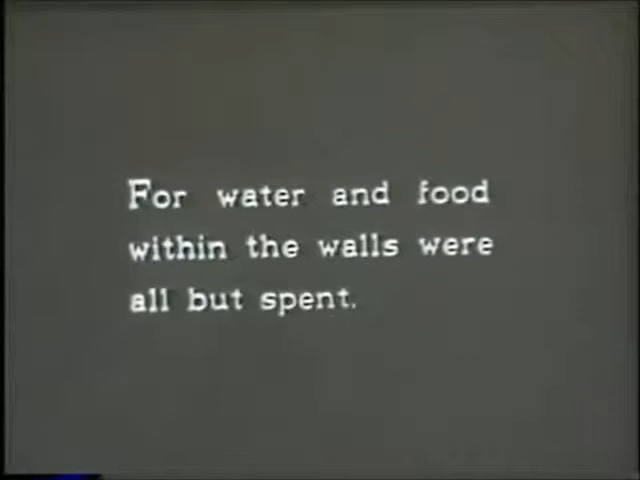 For water and food
within the walls were
all but spent.